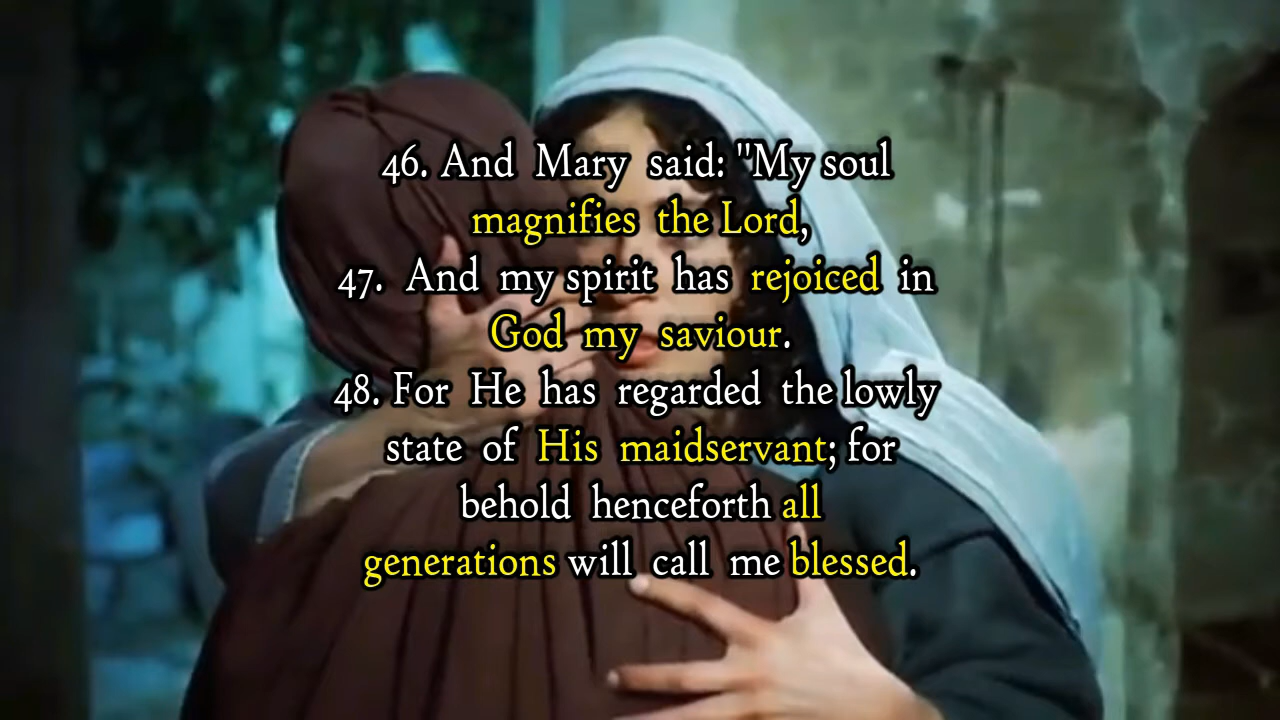 46. And Mary said: "My soul
magnifies the Lord,
47. And my spirit has rejoiced in
God my saviour.
48. For He has regarded the lowly
state of His maidservant; for
behold henceforth all
generations will call me blessed.